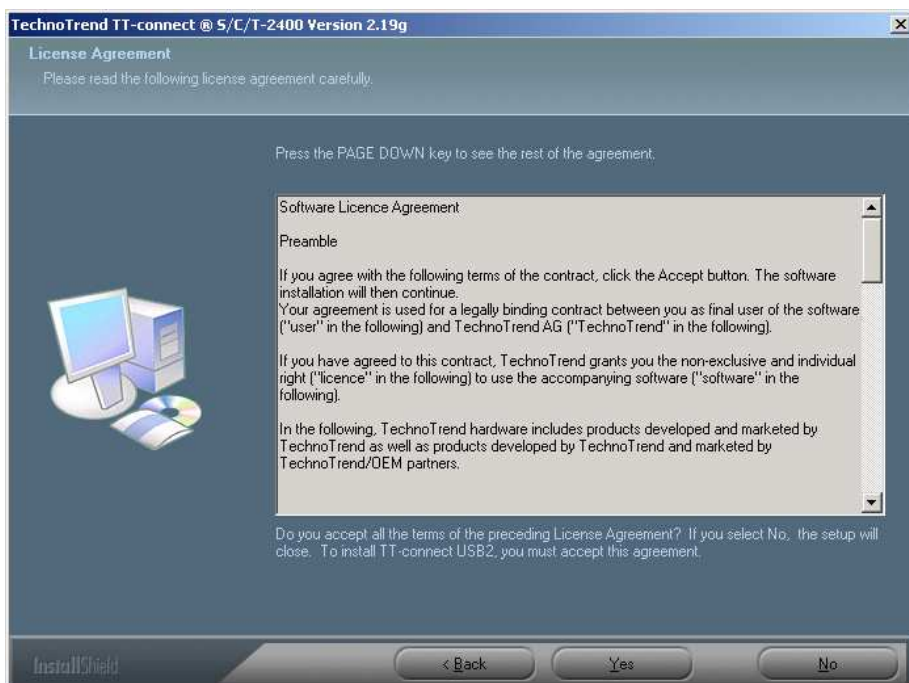 TechnoTrend TT-connect ® S/C/T-2400 Version 2.19g
License Agreement
Please read the following license agreement carefully.
Press the PAGE DOWN key to see the rest of the agreement.
Software Licence Agreement
Preamble
If you agree with the following terms of the contract, click the Accept button. The software
installation will then continue.
Your agreement is used for a legally binding contract between you as final user of the software
("user" in the following) and TechnoTrend AG ("TechnoTrend" in the following).
If you have agreed to this contract, TechnoTrend grants you the non-exclusive and individual
right ("licence" in the following) to use the accompanying software ("software" in the
following).
In the following, TechnoTrend hardware includes products developed and marketed by
TechnoTrend as well as products developed by TechnoTrend and marketed by
TechnoTrend/OEM partners.
Do you accept all the terms of the preceding License Agreement? If you select No, the setup will
close. To install TT-connect USB2, you must accept this agreement.
InstallShield
< Back
Yes
No